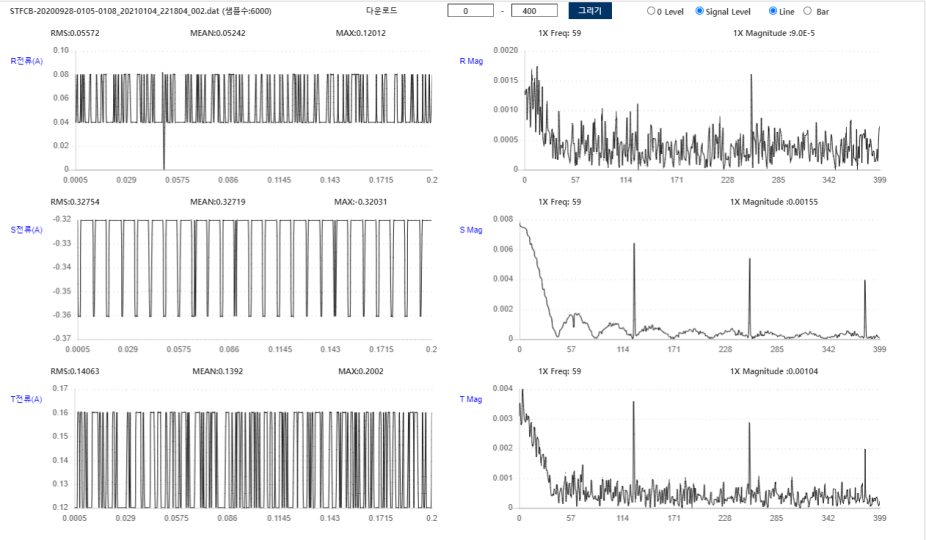 STFCB-20200928-0105-0108_20210104_221804_002.dat (샘플수:6000) 다운로드 0 - 400 그리기 0 Level Signal Level Line Bar
RMS:0.05572 MEAN:0.05242 MAX:0.12012
R전류(A)
0.10
0.08
0.06
0.04
0.02
0
0.0005 0.029 0.0575 0.086 0.1145 0.143 0.1715 0.2
1X Freq: 59 1X Magnitude :9.0E-5
R Mag
0.0020
0.0015
0.0010
0.0005
0
0 57 114 171 228 285 342 399
RMS:0.32754 MEAN:0.32719 MAX:-0.32031
S전류(A)
-0.32
-0.33
-0.34
-0.35
-0.36
-0.37
0.0005 0.029 0.0575 0.086 0.1145 0.143 0.1715 0.2
1X Freq: 59 1X Magnitude :0.00155
S Mag
0.008
0.006
0.004
0.002
0
0 57 114 171 228 285 342 399
RMS:0.14063 MEAN:0.1392 MAX:0.2002
T전류(A)
0.17
0.16
0.15
0.14
0.13
0.12
0.0005 0.029 0.0575 0.086 0.1145 0.143 0.1715 0.2
1X Freq: 59 1X Magnitude :0.00104
T Mag
0.004
0.003
0.002
0.001
0
0 57 114 171 228 285 342 399